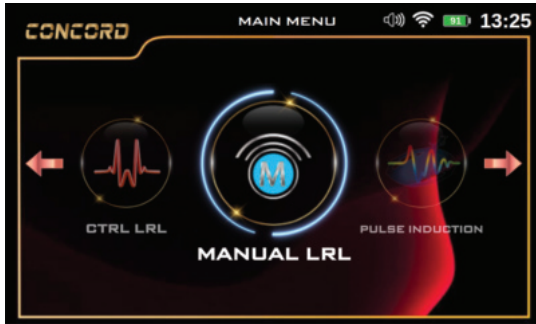 CONCORD
MAIN MENU
91
13:25
M
CTRL LRL
MANUAL LRL
PULSE INDUCTION